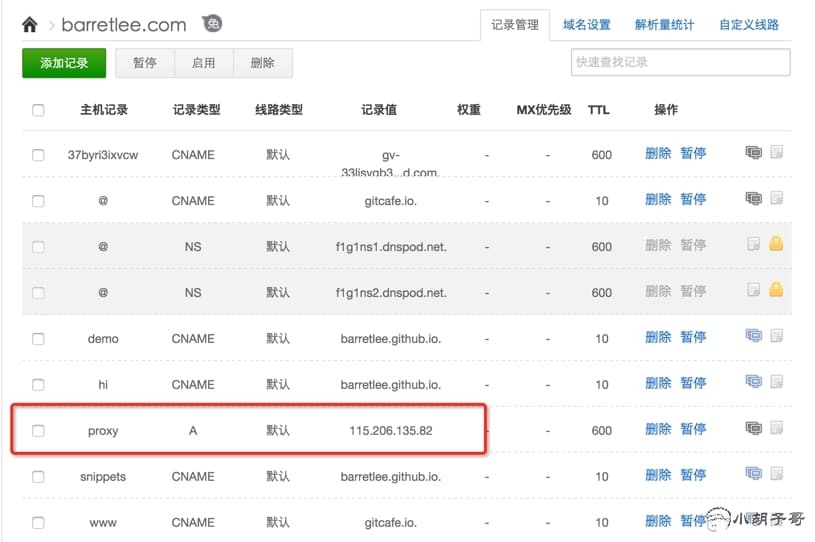 barretlee.com 免
记录管理 域名设置 解析量统计 自定义线路
添加记录 暂停 启用 删除 快速查找记录
主机记录 记录类型 线路类型 记录值 权重 MX优先级 TTL 操作
37byri3ixvcw CNAME 默认 gv- - - 600 删除 暂停
@ CNAME 默认 gitcafe.io. - - 10 删除 暂停
@ NS 默认 f1g1ns1.dnspod.net. - - 600 删除 暂停
@ NS 默认 f1g1ns2.dnspod.net. - - 600 删除 暂停
demo CNAME 默认 barretlee.github.io. - - 10 删除 暂停
hi CNAME 默认 barretlee.github.io. - - 10 删除 暂停
proxy A 默认 115.206.135.82 - - 600 删除 暂停
snippets CNAME 默认 barretlee.github.io. - - 10 删除 暂停
www CNAME 默认 gitcafe.io. - - 10 删除 暂停
小胡子哥